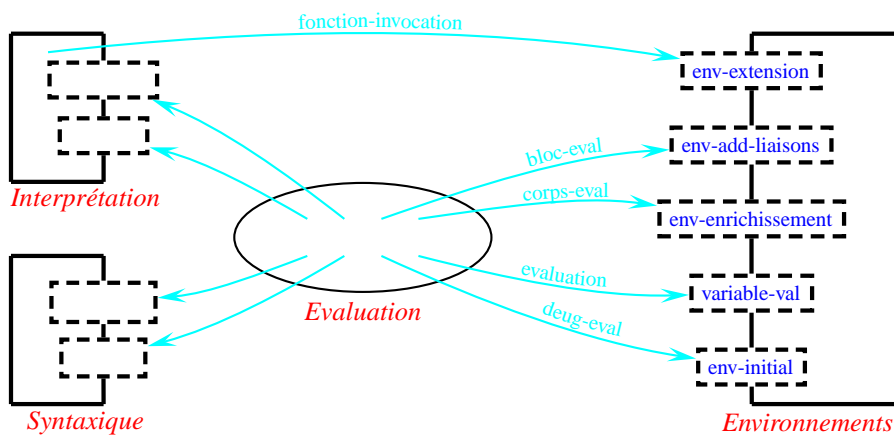 fonction-invocation
env-extension
bloc-eval
env-add-liaisons
Interprétation
corps-eval
env-enrichissement
evaluation
variable-val
Evaluation
deug-eval
env-initial
Syntaxique
Environnements